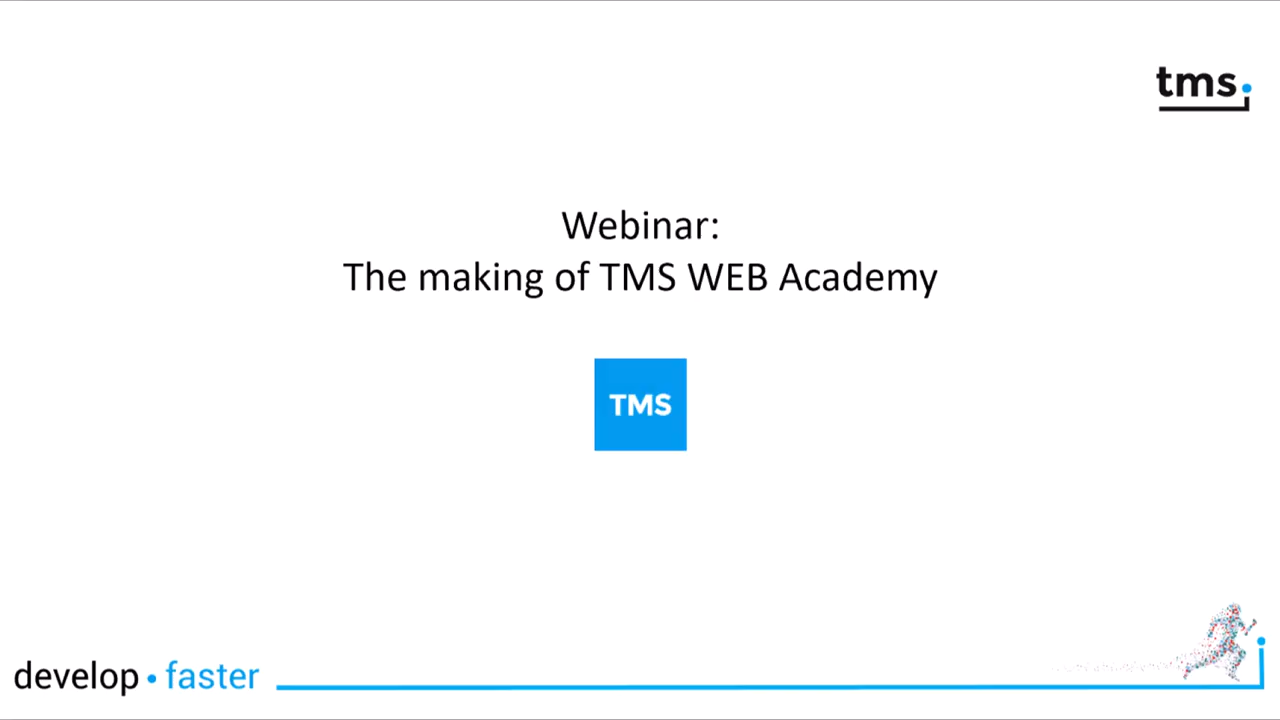 tms.
Webinar:
The making of TMS WEB Academy
TMS
develop • faster